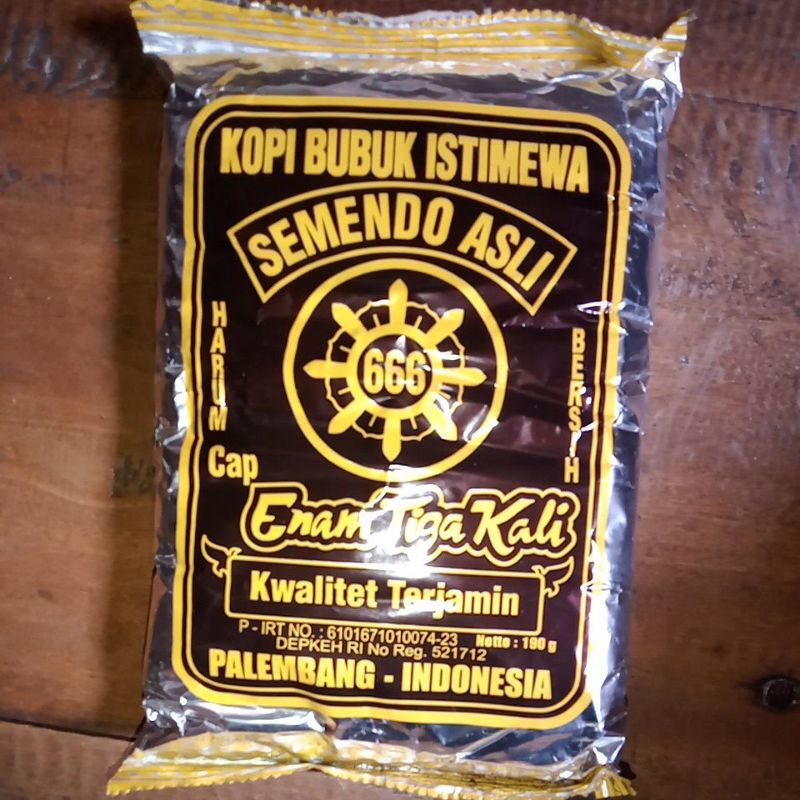 KOPI BUBUK ISTIMEWA
SEMENDO ASLI
HARUM
666
BERSIH
Cap
Enam Tiga Kali
Kwalitet Terjamin
P - IRT NO. : 6101671010074-23 Netto : 190 g
DEPKEH RI No Reg. 521712
PALEMBANG - INDONESIA